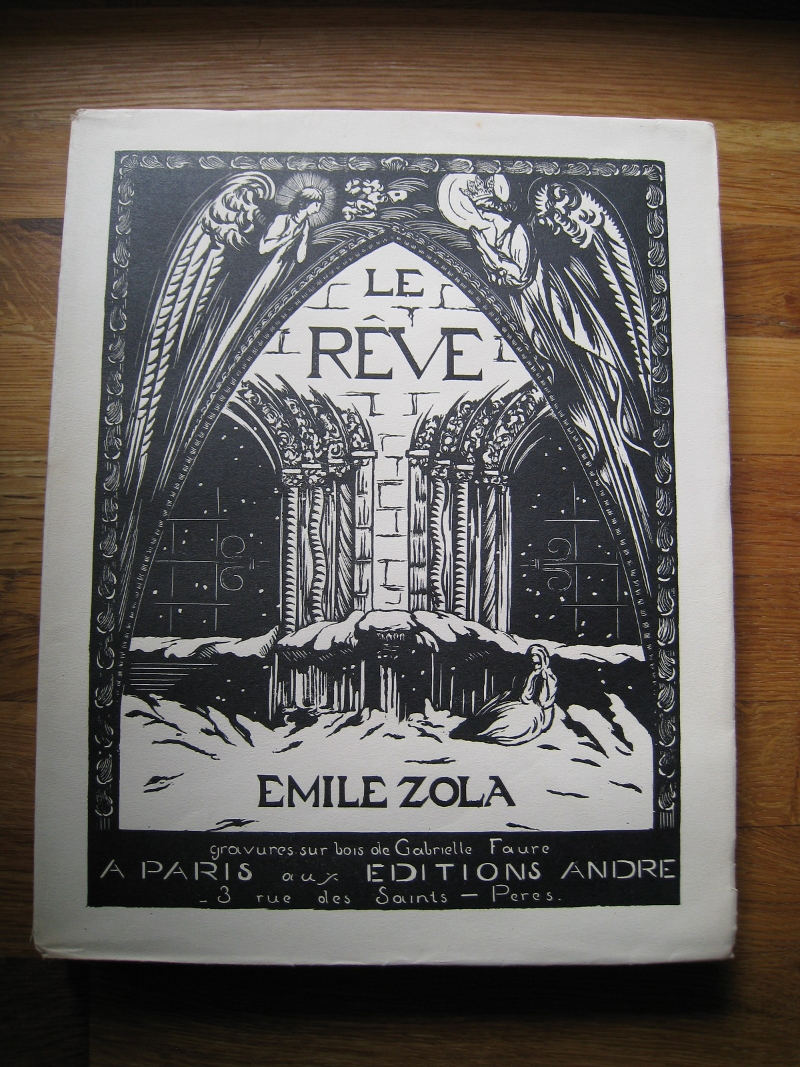 LE
RÊVE
EMILE ZOLA
gravures sur bois de Gabrielle Faure
A PARIS aux EDITIONS ANDRE
_ 3 rue des Saints - Peres.